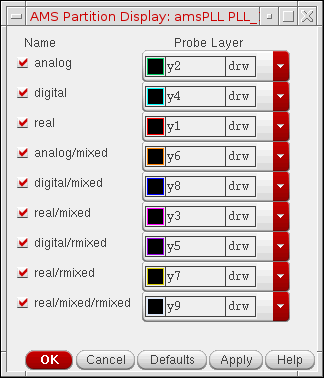 AMS Partition Display: amsPLL PLL_
Name Probe Layer
analog y2 drw
digital y4 drw
real y1 drw
analog/mixed y6 drw
digital/mixed y8 drw
real/mixed y3 drw
digital/rmixed y5 drw
real/rmixed y7 drw
real/mixed/rmixed y9 drw
OK Cancel Defaults Apply Help